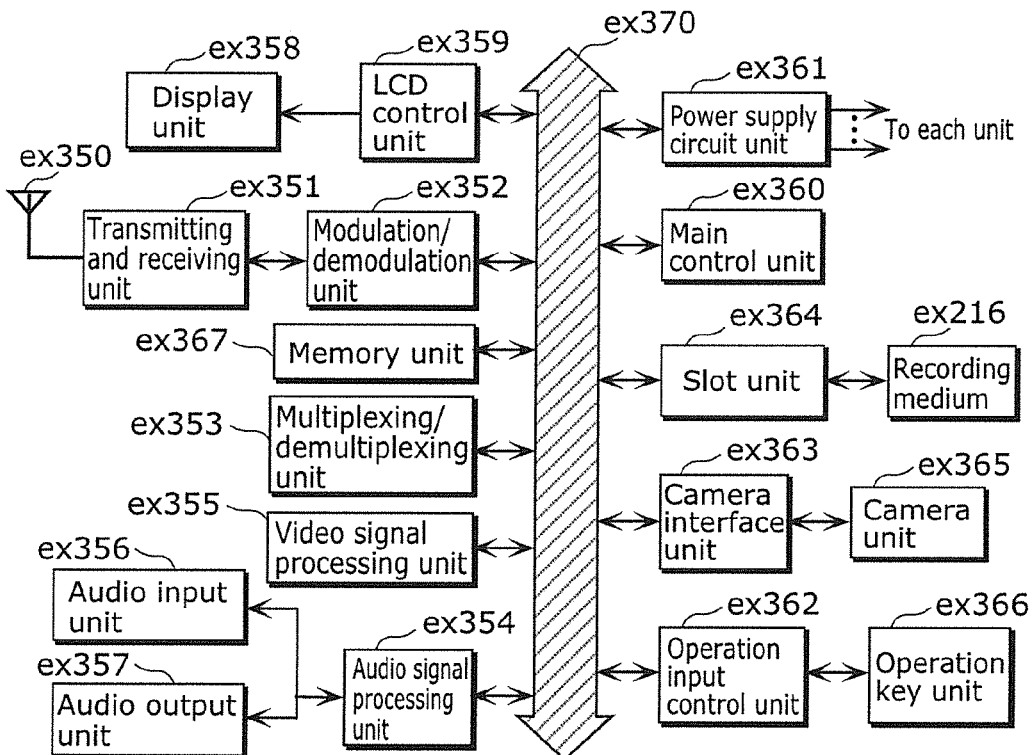 ex370
ex358
ex359
ex361
Display
unit
LCD
control
unit
Power supply
circuit unit
To each unit
ex350
ex351
ex352
ex360
Transmitting
and receiving
unit
Modulation/
demodulation
unit
Main
control unit
ex367
Memory unit
ex364
ex216
Slot unit
Recording
medium
ex353
Multiplexing/
demultiplexing
unit
ex363
ex365
Camera
interface
unit
Camera
unit
ex355
Video signal
processing unit
ex356
Audio input
unit
ex354
ex362
ex366
ex357
Audio output
unit
Audio signal
processing
unit
Operation
input
control unit
Operation
key unit